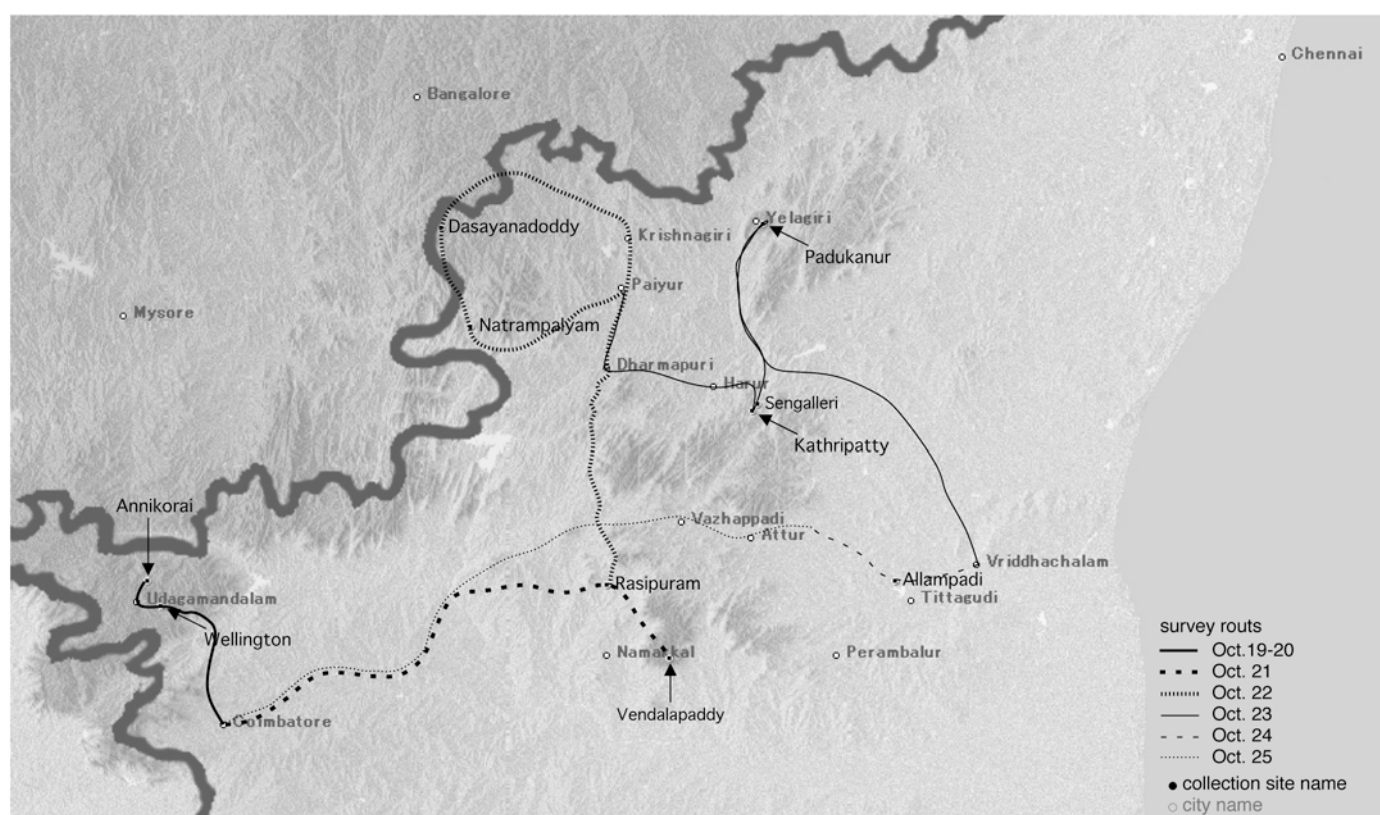 Chennai
Bangalore
Yelagiri
Dasayanadoddy
Krishnagiri
Padukanur
Paiyur
Mysore
Natrampalyam
Dharmapuri
Harur
Sengalleri
Kathripatty
Annikorai
Vazhappadi
Attur
Vriddhachalam
Rasipuram
Allampadi
Udagamandalam
Tittagudi
Wellington
Namakkal
Perambalur
Vendalapaddy
Coimbatore
survey routs
Oct.19-20
Oct. 21
Oct. 22
Oct. 23
Oct. 24
Oct. 25
collection site name
city name